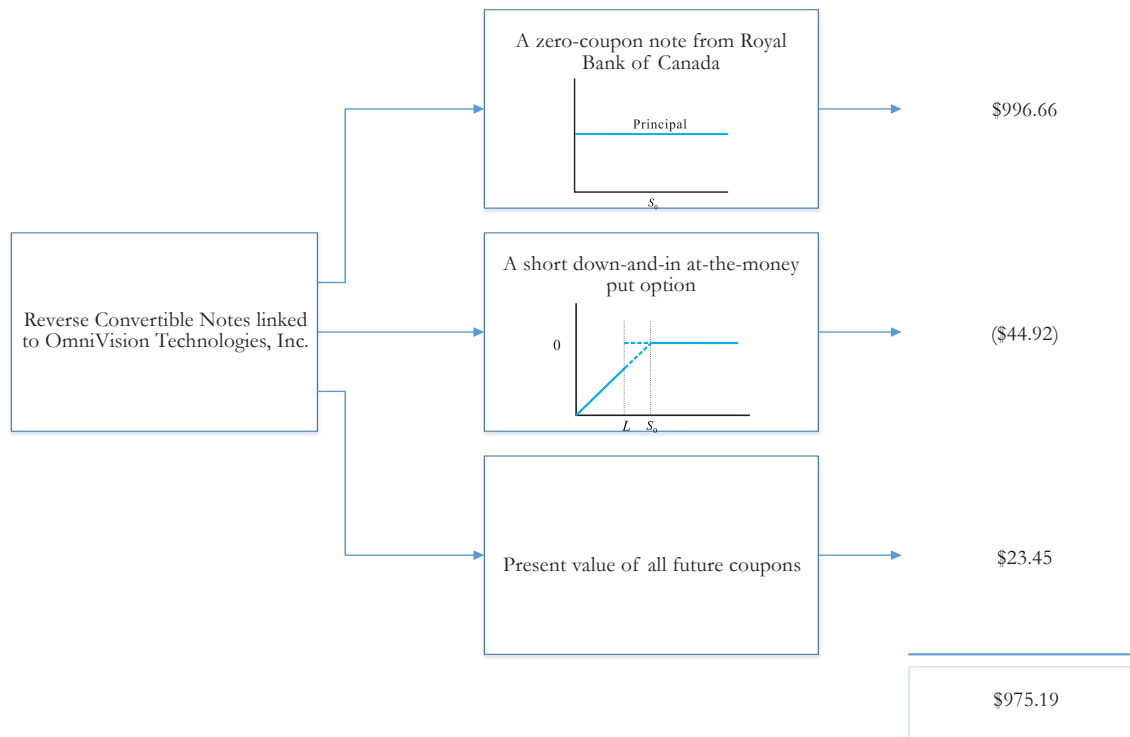 A zero-coupon note from Royal
Bank of Canada
Principal
S₀
$996.66
Reverse Convertible Notes linked
to OmniVision Technologies, Inc.
A short down-and-in at-the-money
put option
0
L S₀
($44.92)
Present value of all future coupons
$23.45
$975.19